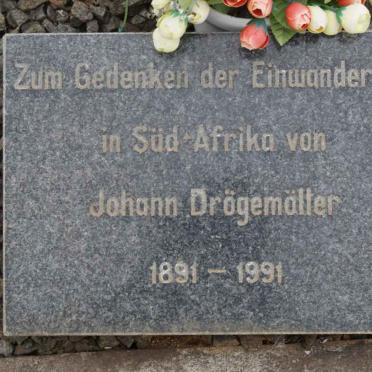 Zum Gedenken der Einwander
in Süd-Afrika von
Johann Drögemöller
1891 - 1991